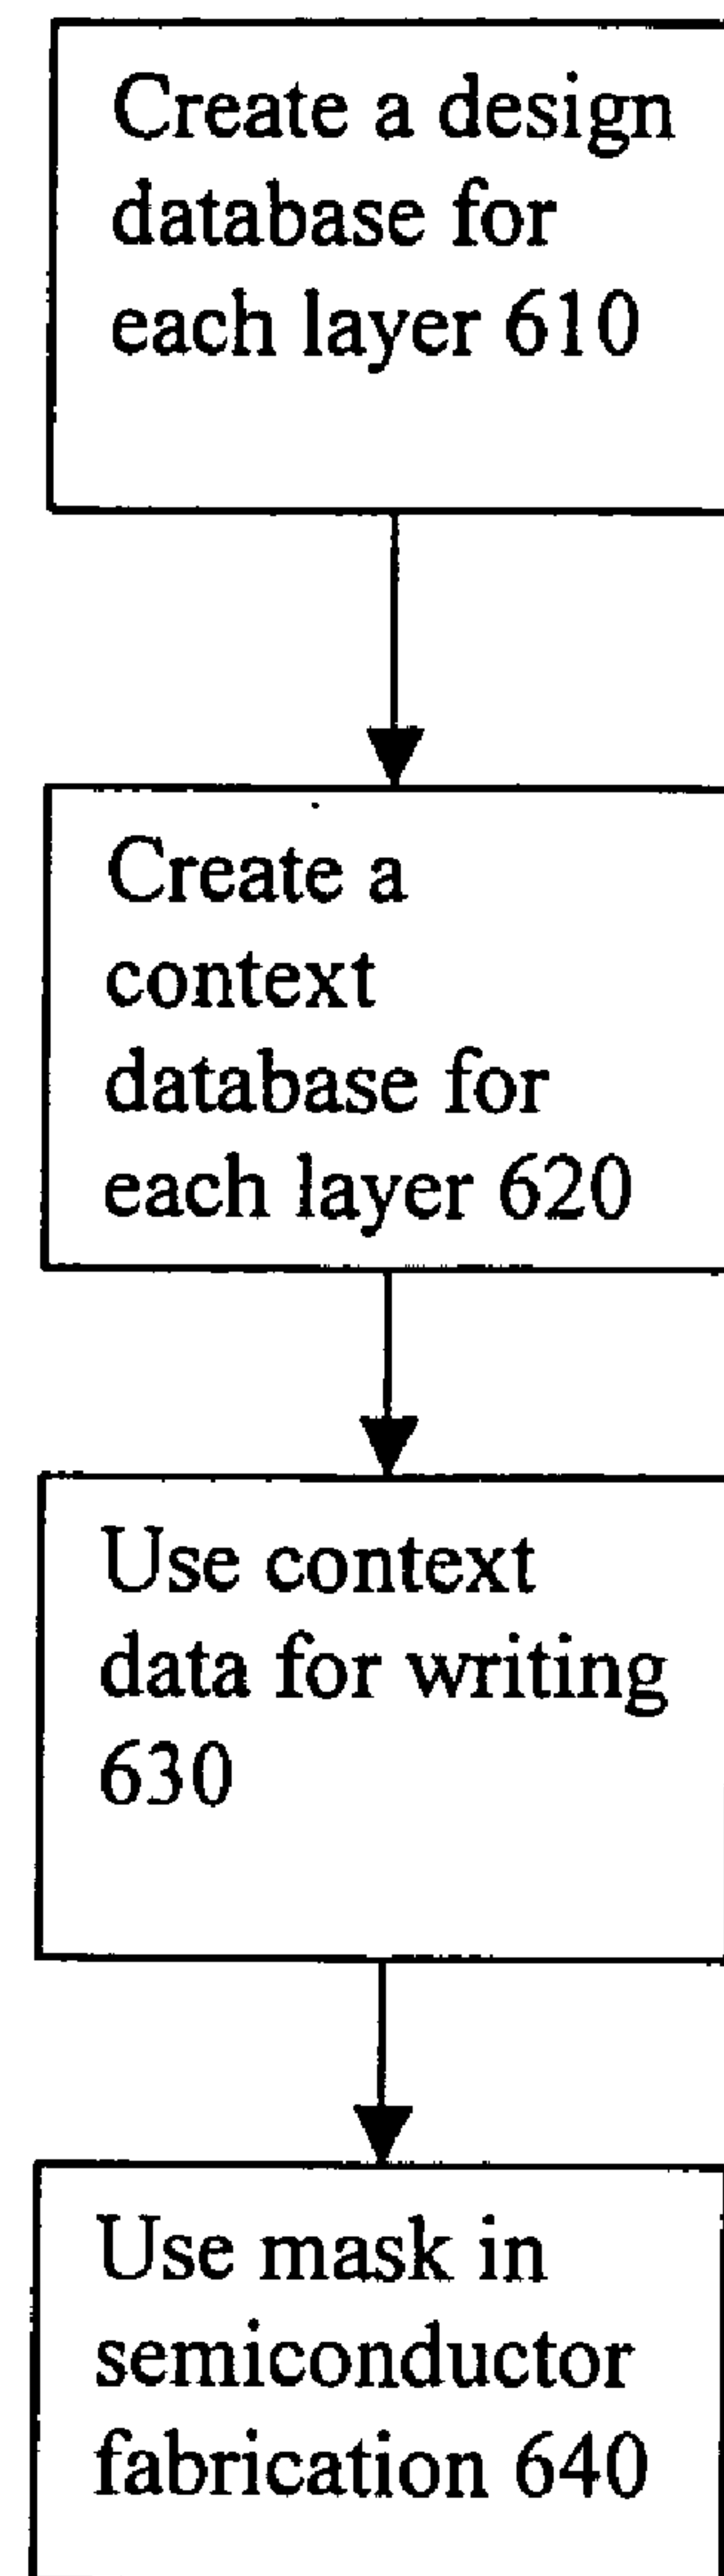 Create a design
database for
each layer 610
Create a
context
database for
each layer 620
Use context
data for writing
630
Use mask in
semiconductor
fabrication 640